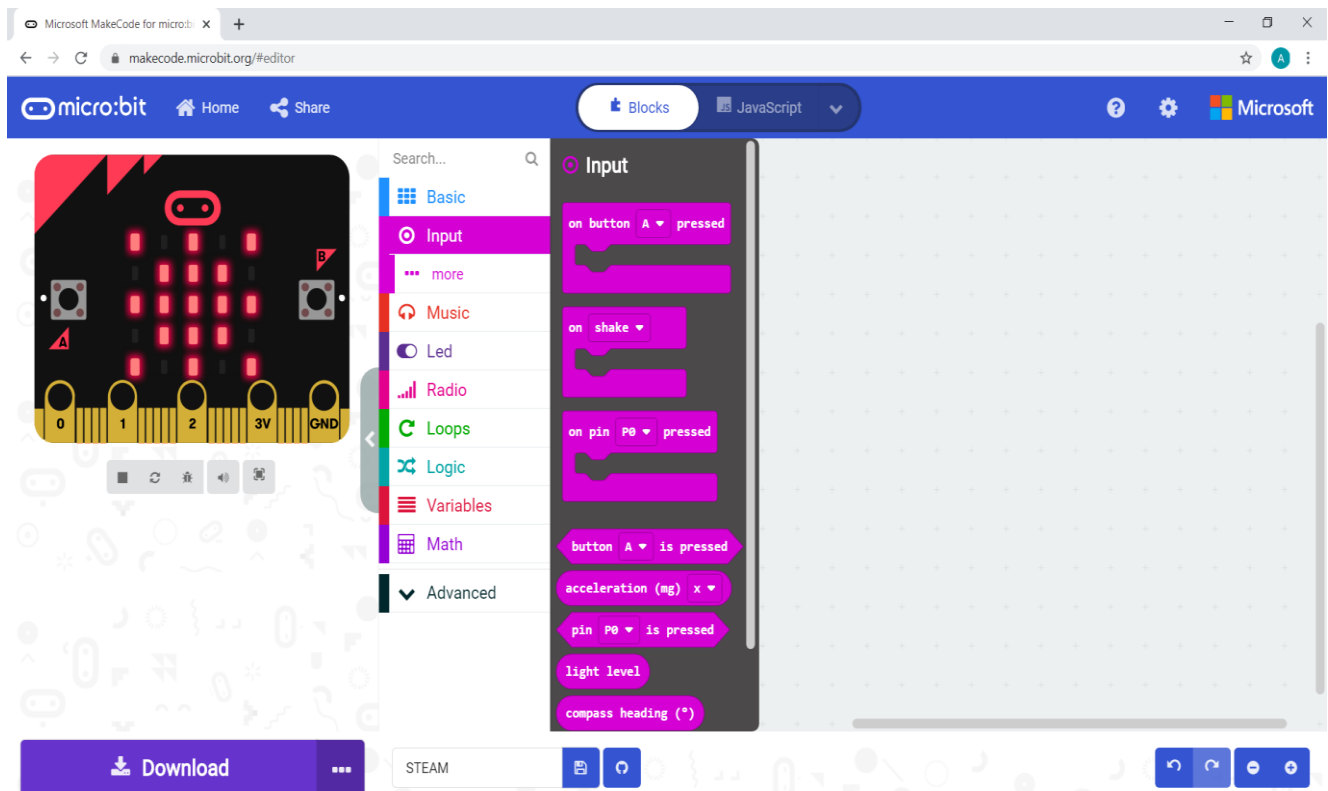 Microsoft MakeCode for micro:b
makecode.microbit.org/#editor
A
micro:bit
Home
Share
Blocks
JS JavaScript
Microsoft
B
A
0 1 2 3V GND
Search...
Basic
Input
more
Music
Led
Radio
Loops
Logic
Variables
Math
Advanced
Input
on button A pressed
on shake
on pin P0 pressed
button A is pressed
acceleration (mg) x
pin P0 is pressed
light level
compass heading (°)
Download
STEAM